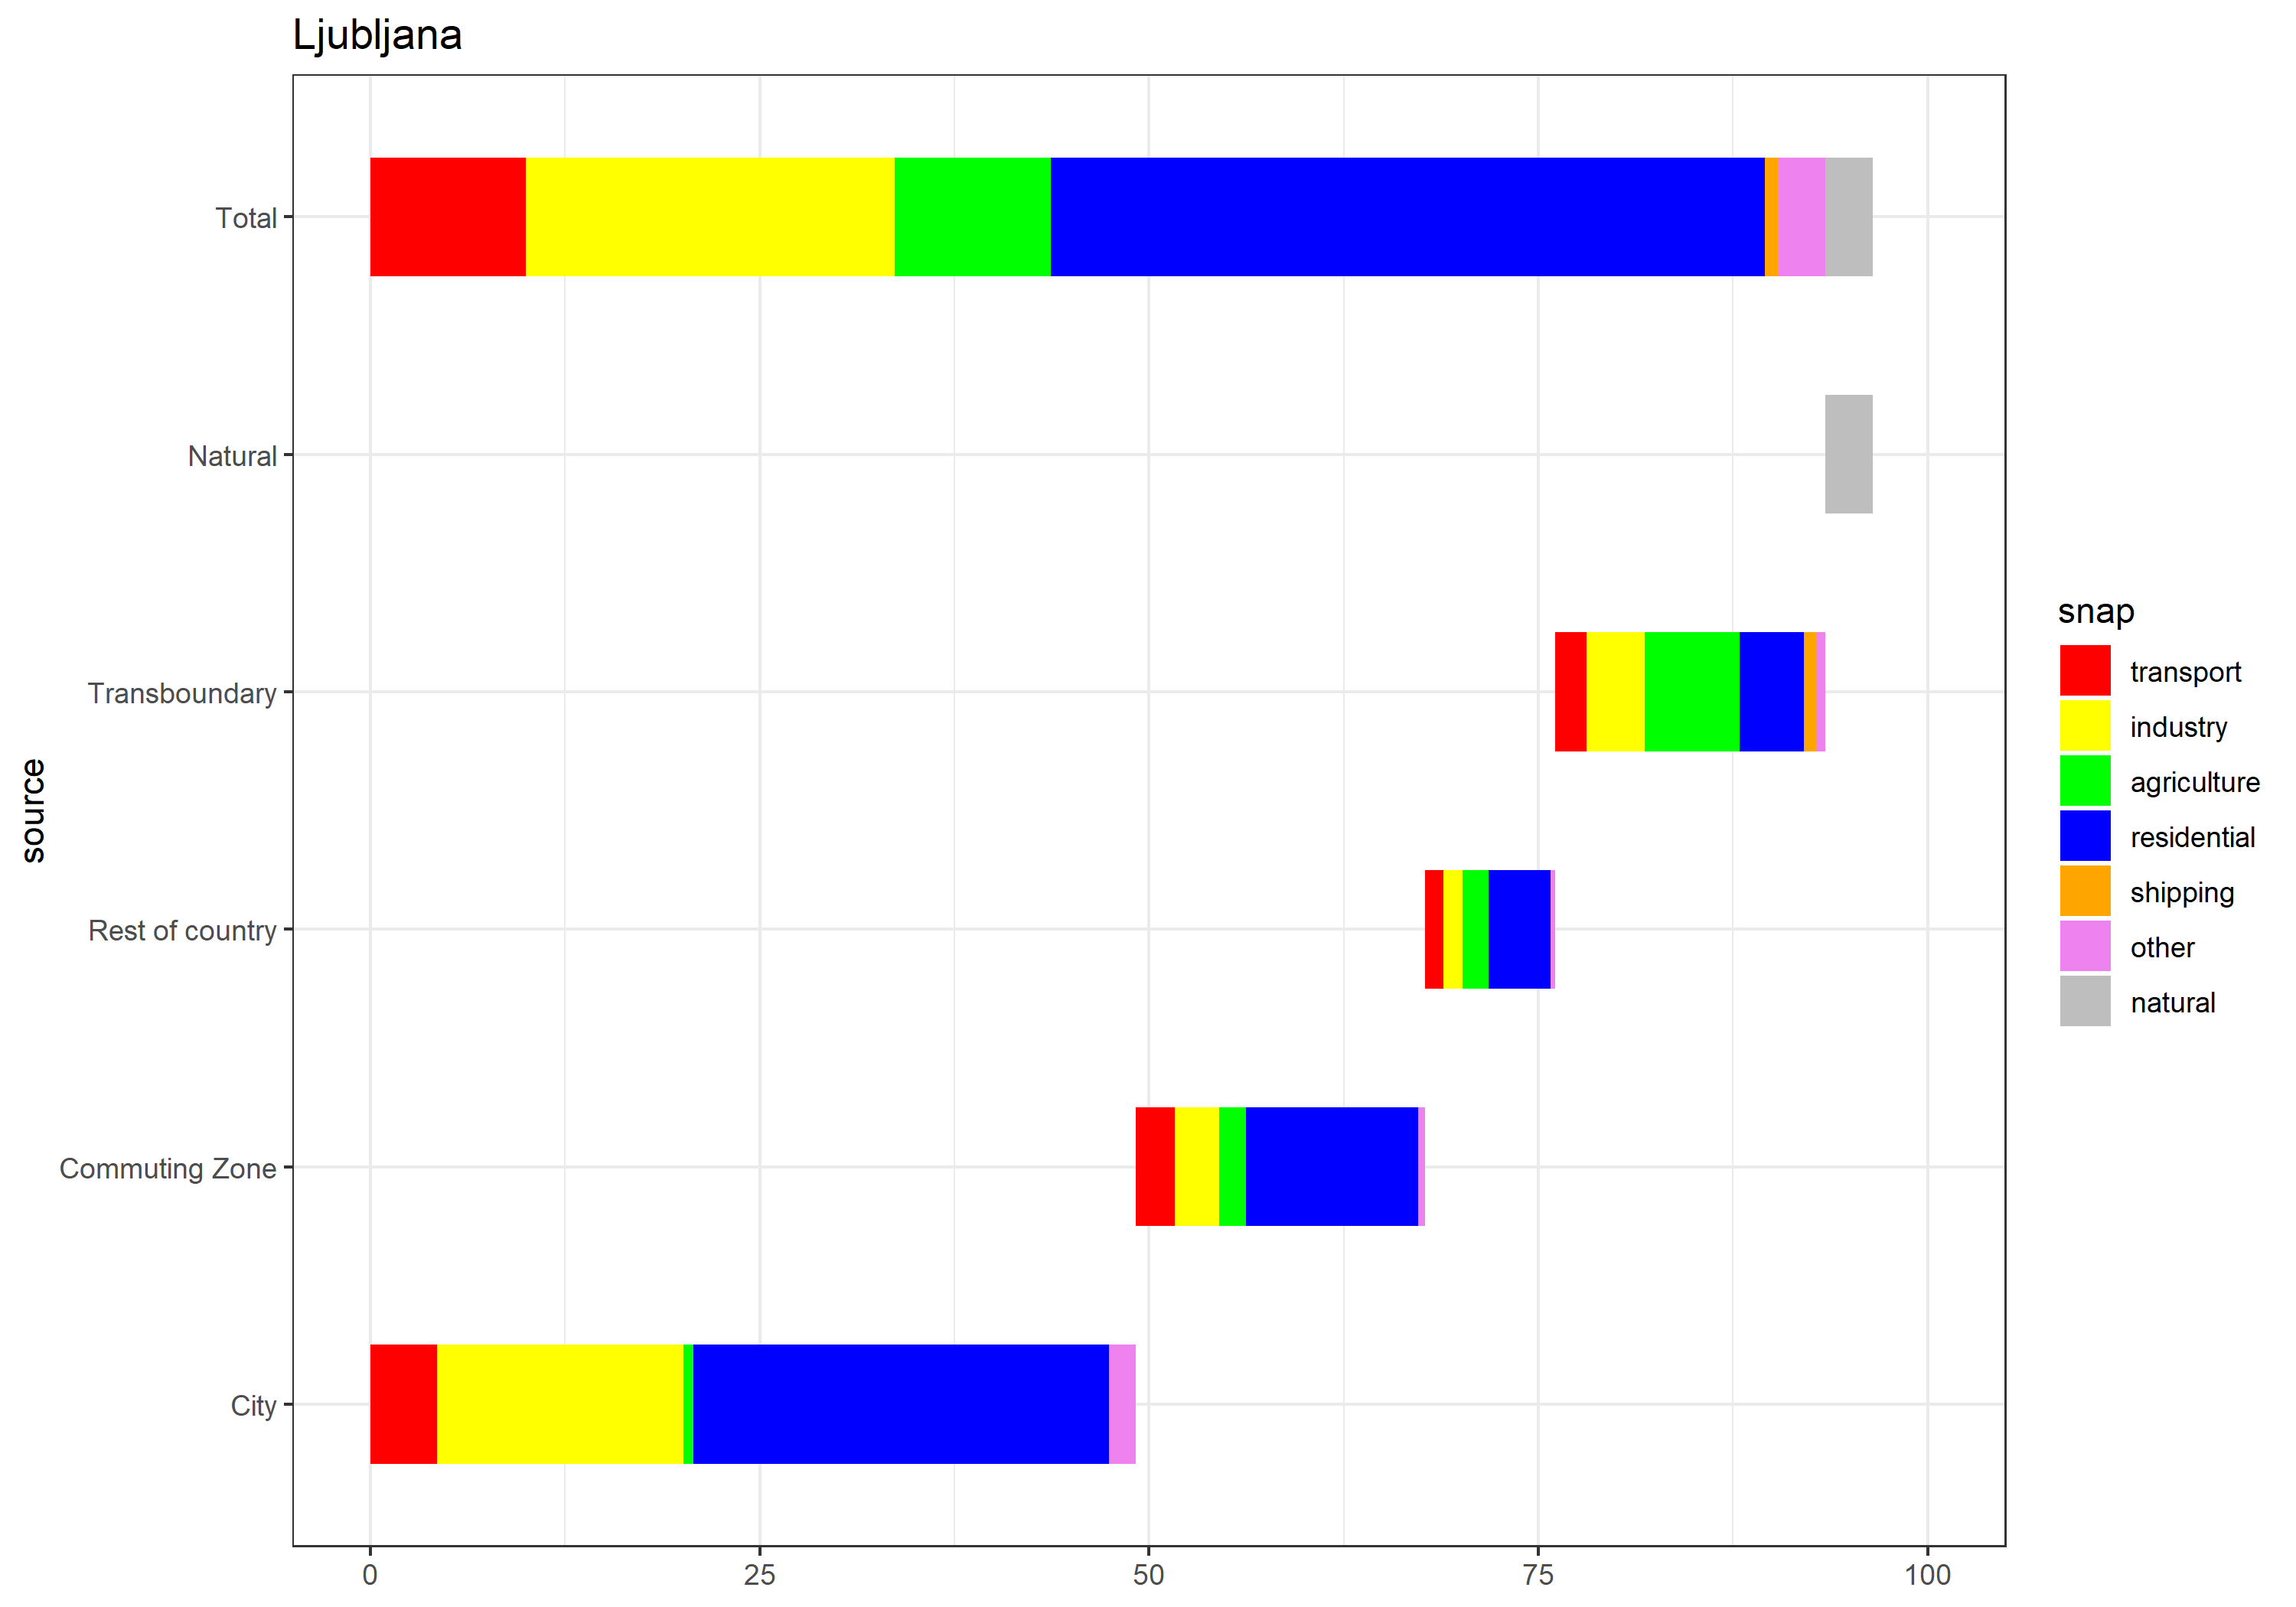 Ljubljana
Total
Natural
Transboundary
Rest of country
Commuting Zone
City
source
0 25 50 75 100
snap
transport
industry
agriculture
residential
shipping
other
natural